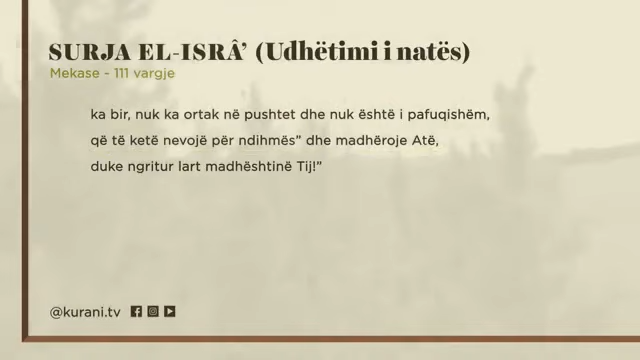 SURJA EL-ISRÂ’ (Udhëtimi i natës)
Mekase - 111 vargje
ka bir, nuk ka ortak në pushtet dhe nuk është i pafuqishëm,
që të ketë nevojë për ndihmës” dhe madhëroje Atë,
duke ngritur lart madhështinë Tij!”
@kurani.tv